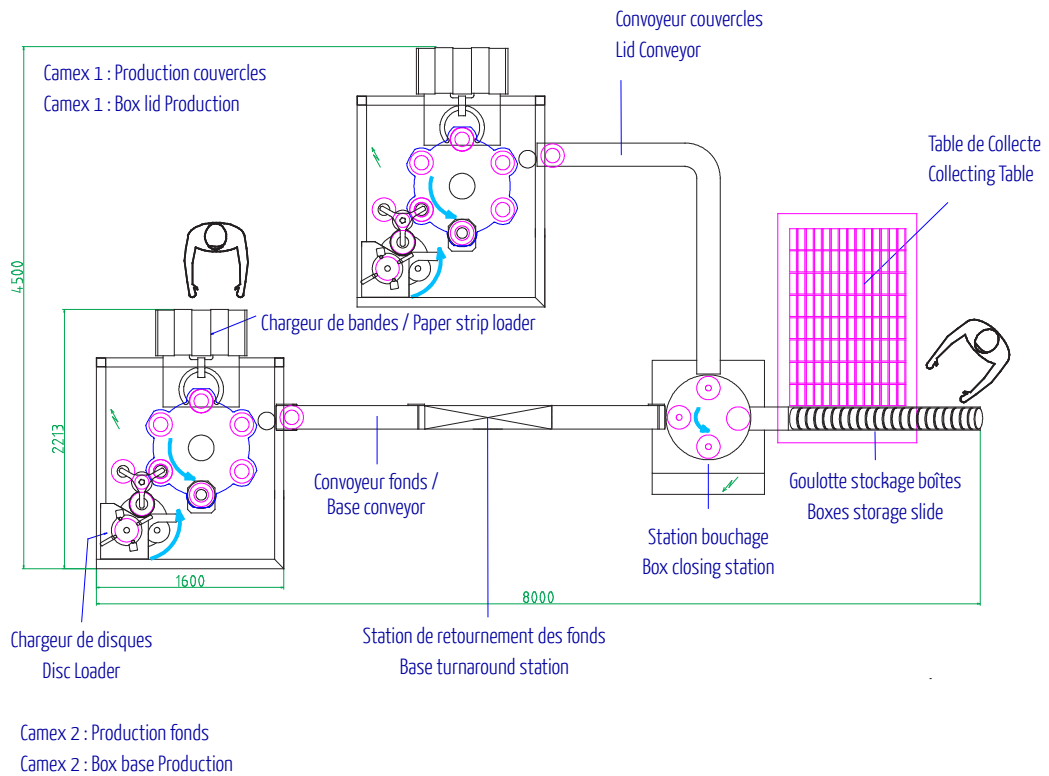 Convoyeur couvercles
Lid Conveyor
Camex 1 : Production couvercles
Camex 1 : Box lid Production
Table de Collecte
Collecting Table
4500
Chargeur de bandes / Paper strip loader
2213
Convoyeur fonds /
Base conveyor
Goulotte stockage boîtes
Boxes storage slide
Station bouchage
Box closing station
1600
8000
Chargeur de disques
Disc Loader
Station de retournement des fonds
Base turnaround station
Camex 2 : Production fonds
Camex 2 : Box base Production